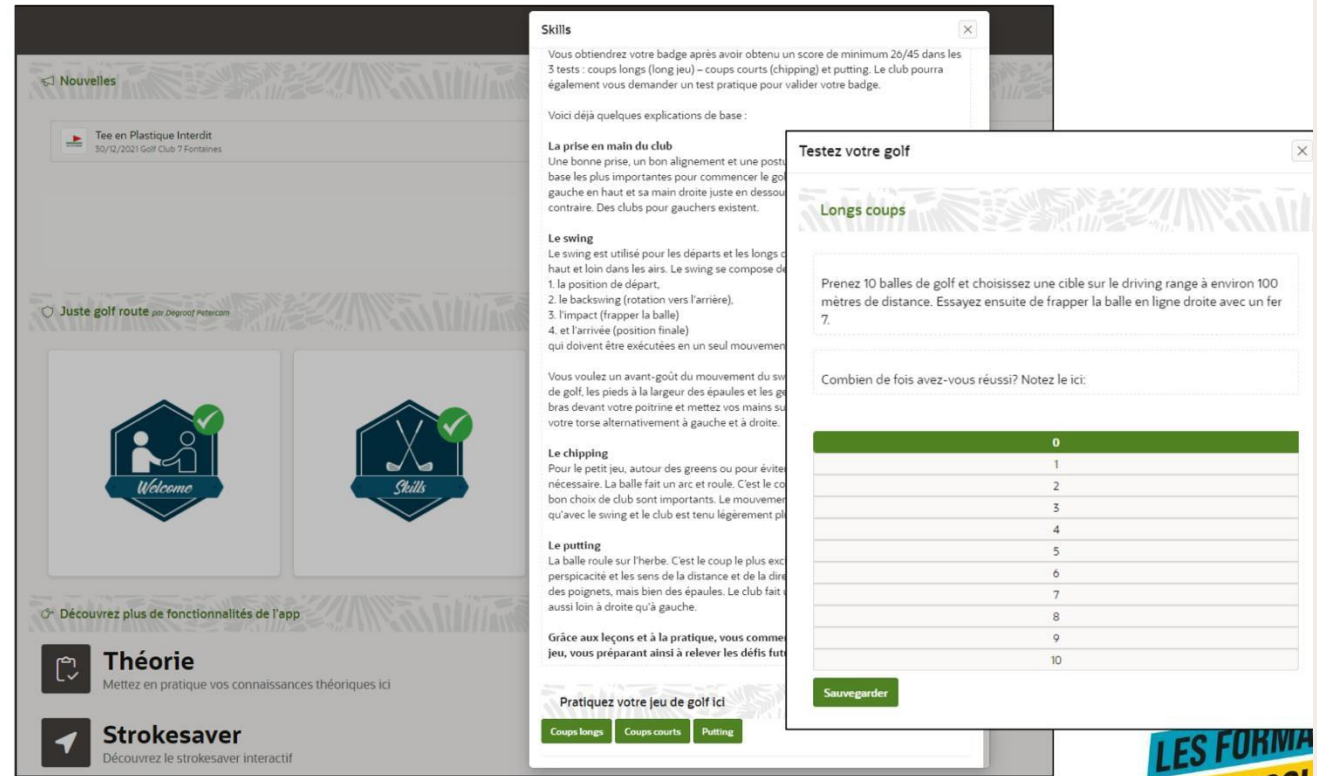 Nouvelles
Tee en Plastique Interdit
30/12/2021 Golf Club 7 Fontaines
Juste golf route par Degroof Petercam
Welcome
Skills
Découvrez plus de fonctionnalités de l'app
Théorie
Mettez en pratique vos connaissances théoriques ici
Strokesaver
Découvrez le strokesaver interactif
Skills
Vous obtiendrez votre badge après avoir obtenu un score de minimum 26/45 dans les
3 tests : coups longs (long jeu) – coups courts (chipping) et putting. Le club pourra
également vous demander un test pratique pour valider votre badge.
Voici déjà quelques explications de base :
La prise en main du club
Une bonne prise, un bon alignement et une
base les plus importantes pour commencer le
gauche en haut et sa main droite juste en
contraire. Des clubs pour gauchers existent.
Le swing
Le swing est utilisé pour les départs et les longs
haut et loin dans les airs. Le swing se compose
1. la position de départ,
2. le backswing (rotation vers l'arrière),
3. l'impact (frapper la balle)
4. et l'arrivée (position finale)
qui doivent être exécutées en un seul
Vous voulez un avant-goût du mouvement du
de golf, les pieds à la largeur des épaules et les
bras devant votre poitrine et mettez vos mains
votre torse alternativement à gauche et à droite.
Le chipping
Pour le petit jeu, autour des greens ou pour
nécessaire. La balle fait un arc et roule. C'est le
bon choix de club sont importants. Le
qu'avec le swing et le club est tenu légèrement
Le putting
La balle roule sur l'herbe. C'est le coup le plus
perspicacité et les sens de la distance et de la
des poignets, mais bien des épaules. Le club fait
aussi loin à droite qu'à gauche.
Grâce aux leçons et à la pratique, vous
jeu, vous préparant ainsi à relever les défis
Pratiquez votre jeu de golf ici
Coups longs Coups courts Putting
Testez votre golf
Longs coups
Prenez 10 balles de golf et choisissez une cible sur le driving range à environ 100
mètres de distance. Essayez ensuite de frapper la balle en ligne droite avec un fer
7.
Combien de fois avez-vous réussi? Notez le ici:
0
1
2
3
4
5
6
7
8
9
10
Sauvegarder
LES